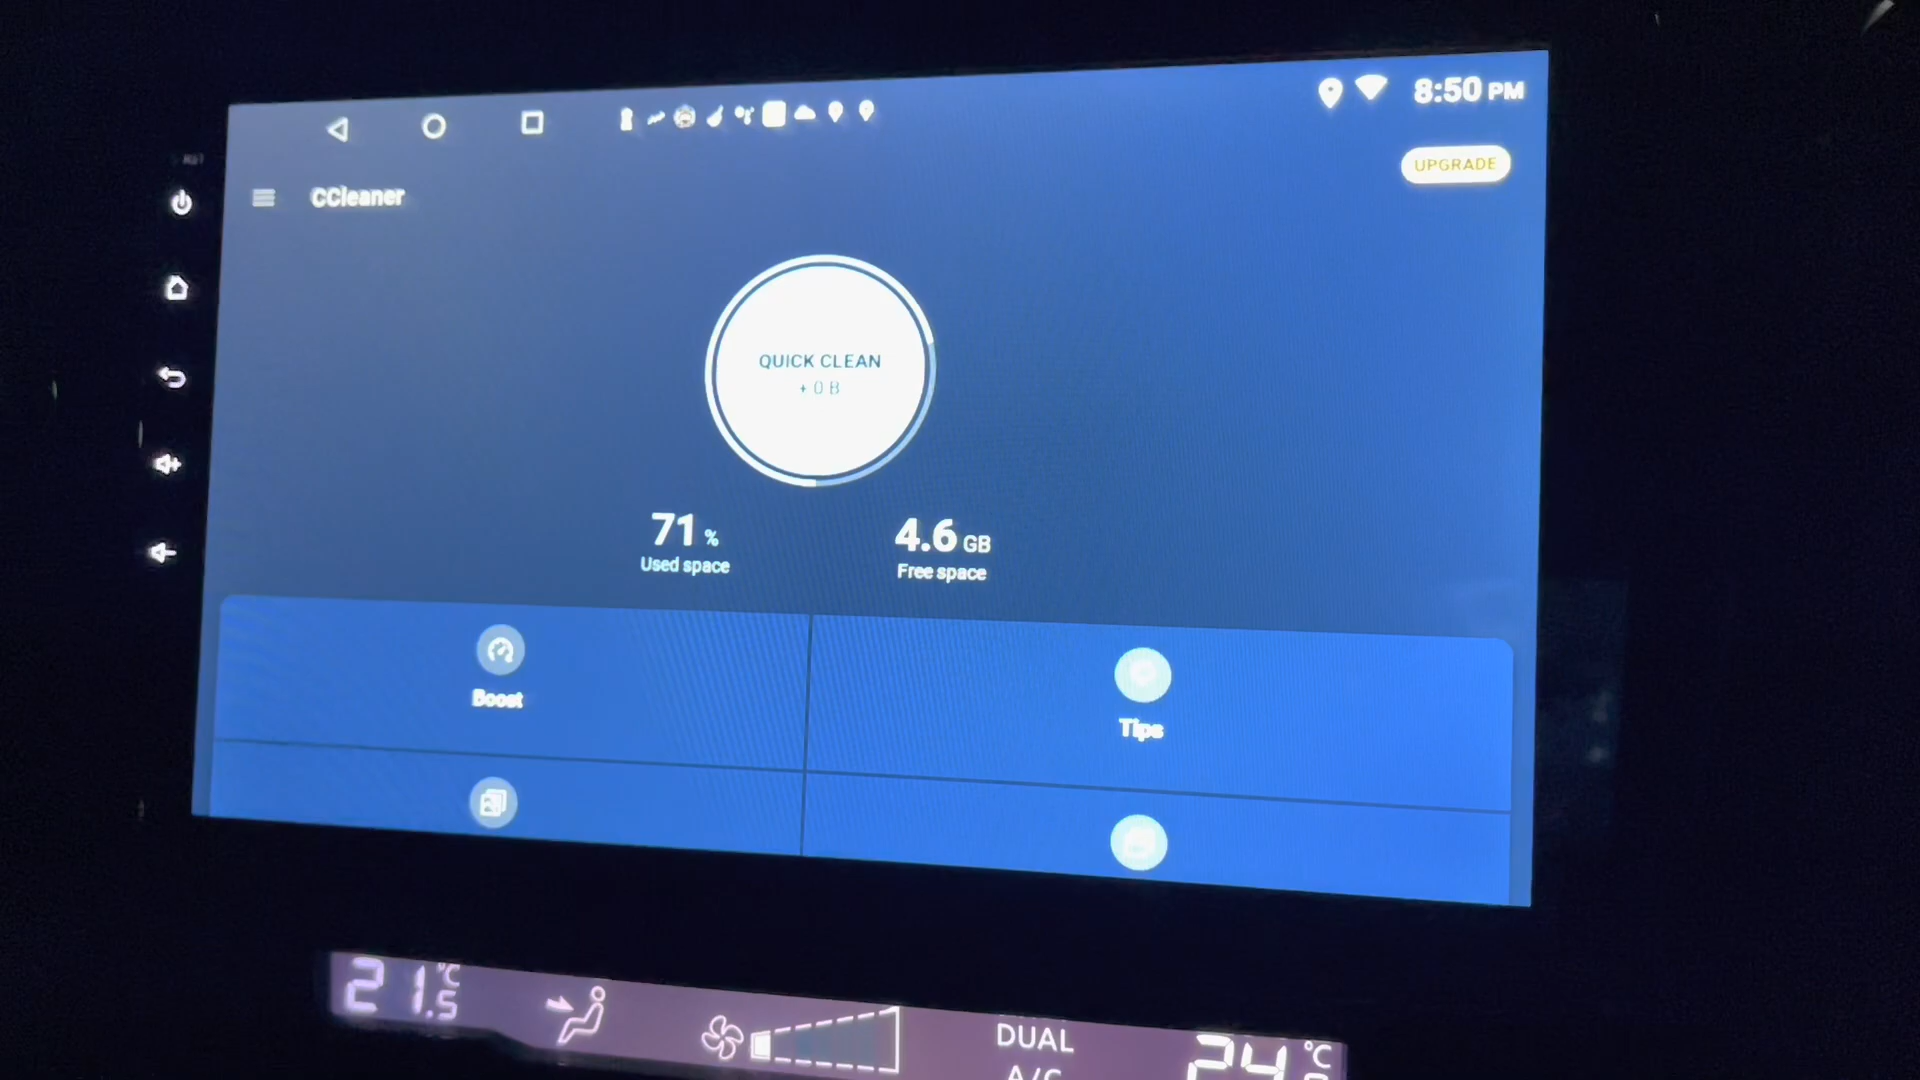 8:50 PM
RST
UPGRADE
CCleaner
QUICK CLEAN
+ 0 B
71 %
Used space
4.6 GB
Free space
Boost
Tips
21.5 °C
DUAL
A/C
24 °C